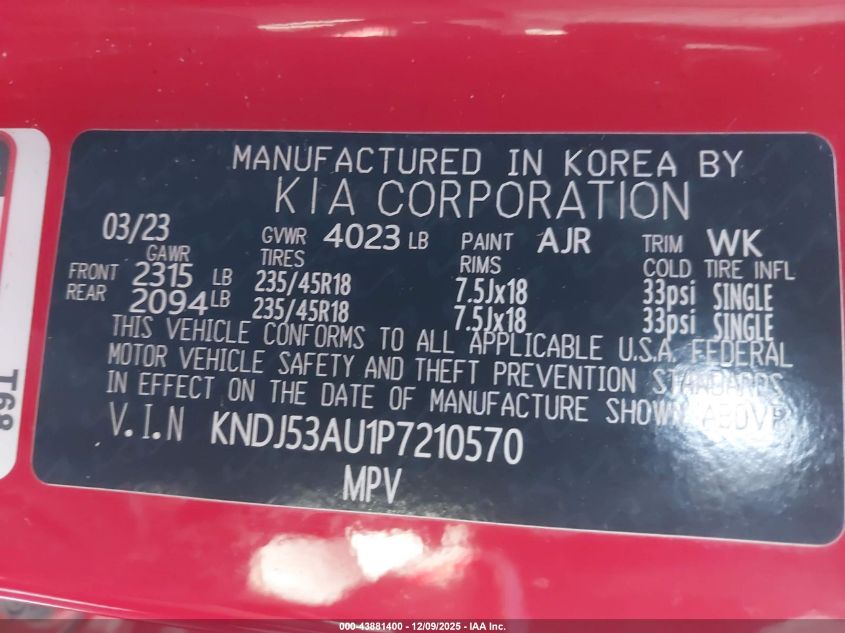 MANUFACTURED IN KOREA BY
KIA CORPORATION
03/23 GVWR 4023 LB PAINT AJR TRIM WK
GAWR TIRES RIMS COLD TIRE INFL
FRONT 2315 LB 235/45R18 7.5Jx18 33psi SINGLE
REAR 2094 LB 235/45R18 7.5Jx18 33psi SINGLE
THIS VEHICLE CONFORMS TO ALL APPLICABLE U.S.A. FEDERAL
MOTOR VEHICLE SAFETY AND THEFT PREVENTION STANDARDS
IN EFFECT ON THE DATE OF MANUFACTURE SHOWN ABOVE
V.I.N KNDJ53AU1P7210570
MPV
168
000-43881400 - 12/09/2025 - IAA Inc.